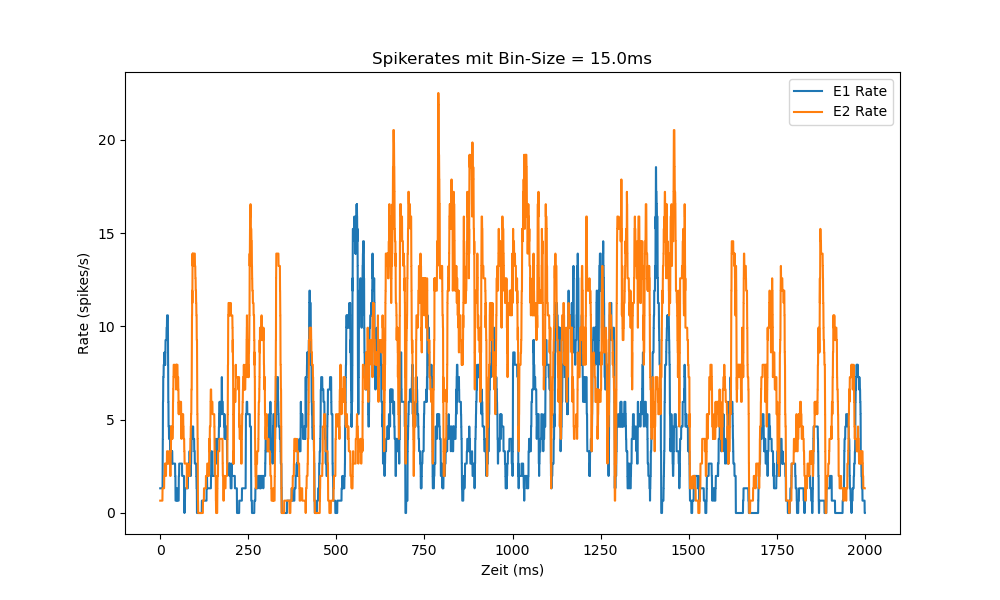 Spikerates mit Bin-Size = 15.0ms
E1 Rate
E2 Rate
Rate (spikes/s)
20
15
10
5
0
0 250 500 750 1000 1250 1500 1750 2000
Zeit (ms)